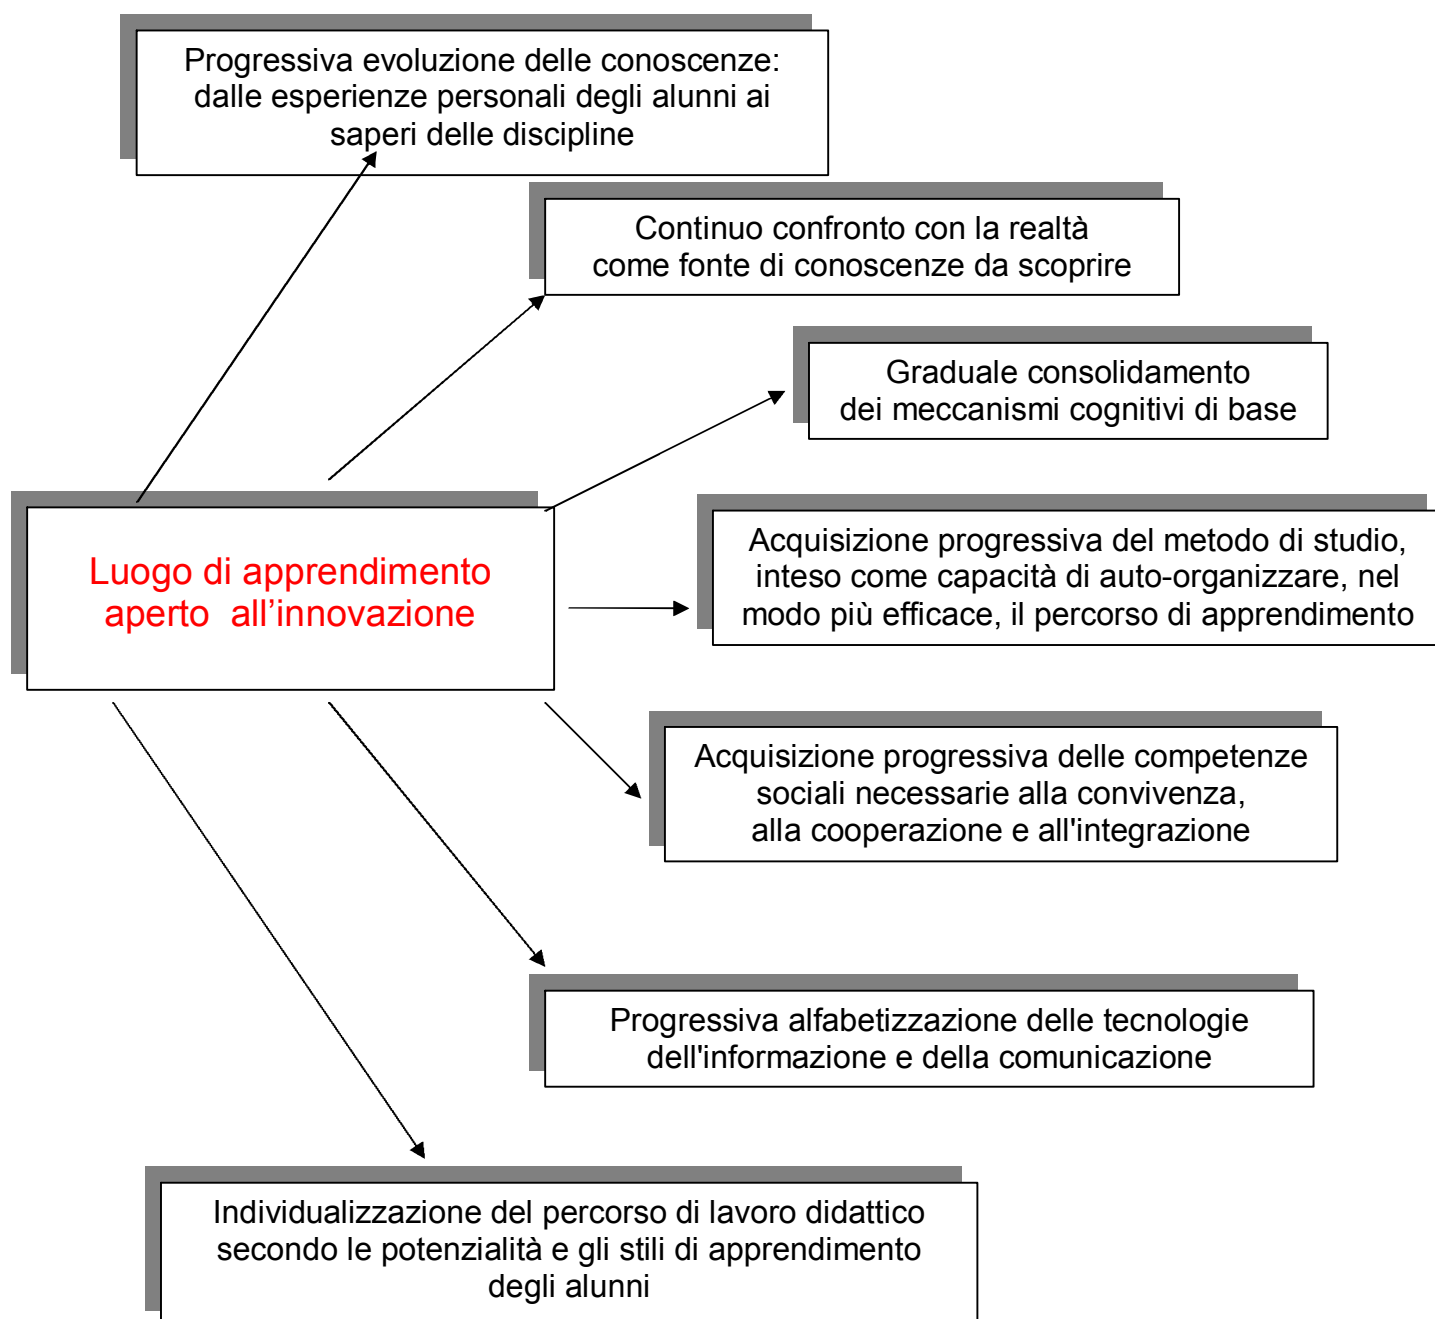 Progressiva evoluzione delle conoscenze:
dalle esperienze personali degli alunni ai
saperi delle discipline
Continuo confronto con la realtà
come fonte di conoscenze da scoprire
Graduale consolidamento
dei meccanismi cognitivi di base
Luogo di apprendimento
aperto  all’innovazione
Acquisizione progressiva del metodo di studio,
inteso come capacità di auto-organizzare, nel
modo più efficace, il percorso di apprendimento
Acquisizione progressiva delle competenze
sociali necessarie alla convivenza,
alla cooperazione e all'integrazione
Progressiva alfabetizzazione delle tecnologie
dell'informazione e della comunicazione
Individualizzazione del percorso di lavoro didattico
secondo le potenzialità e gli stili di apprendimento
degli alunni